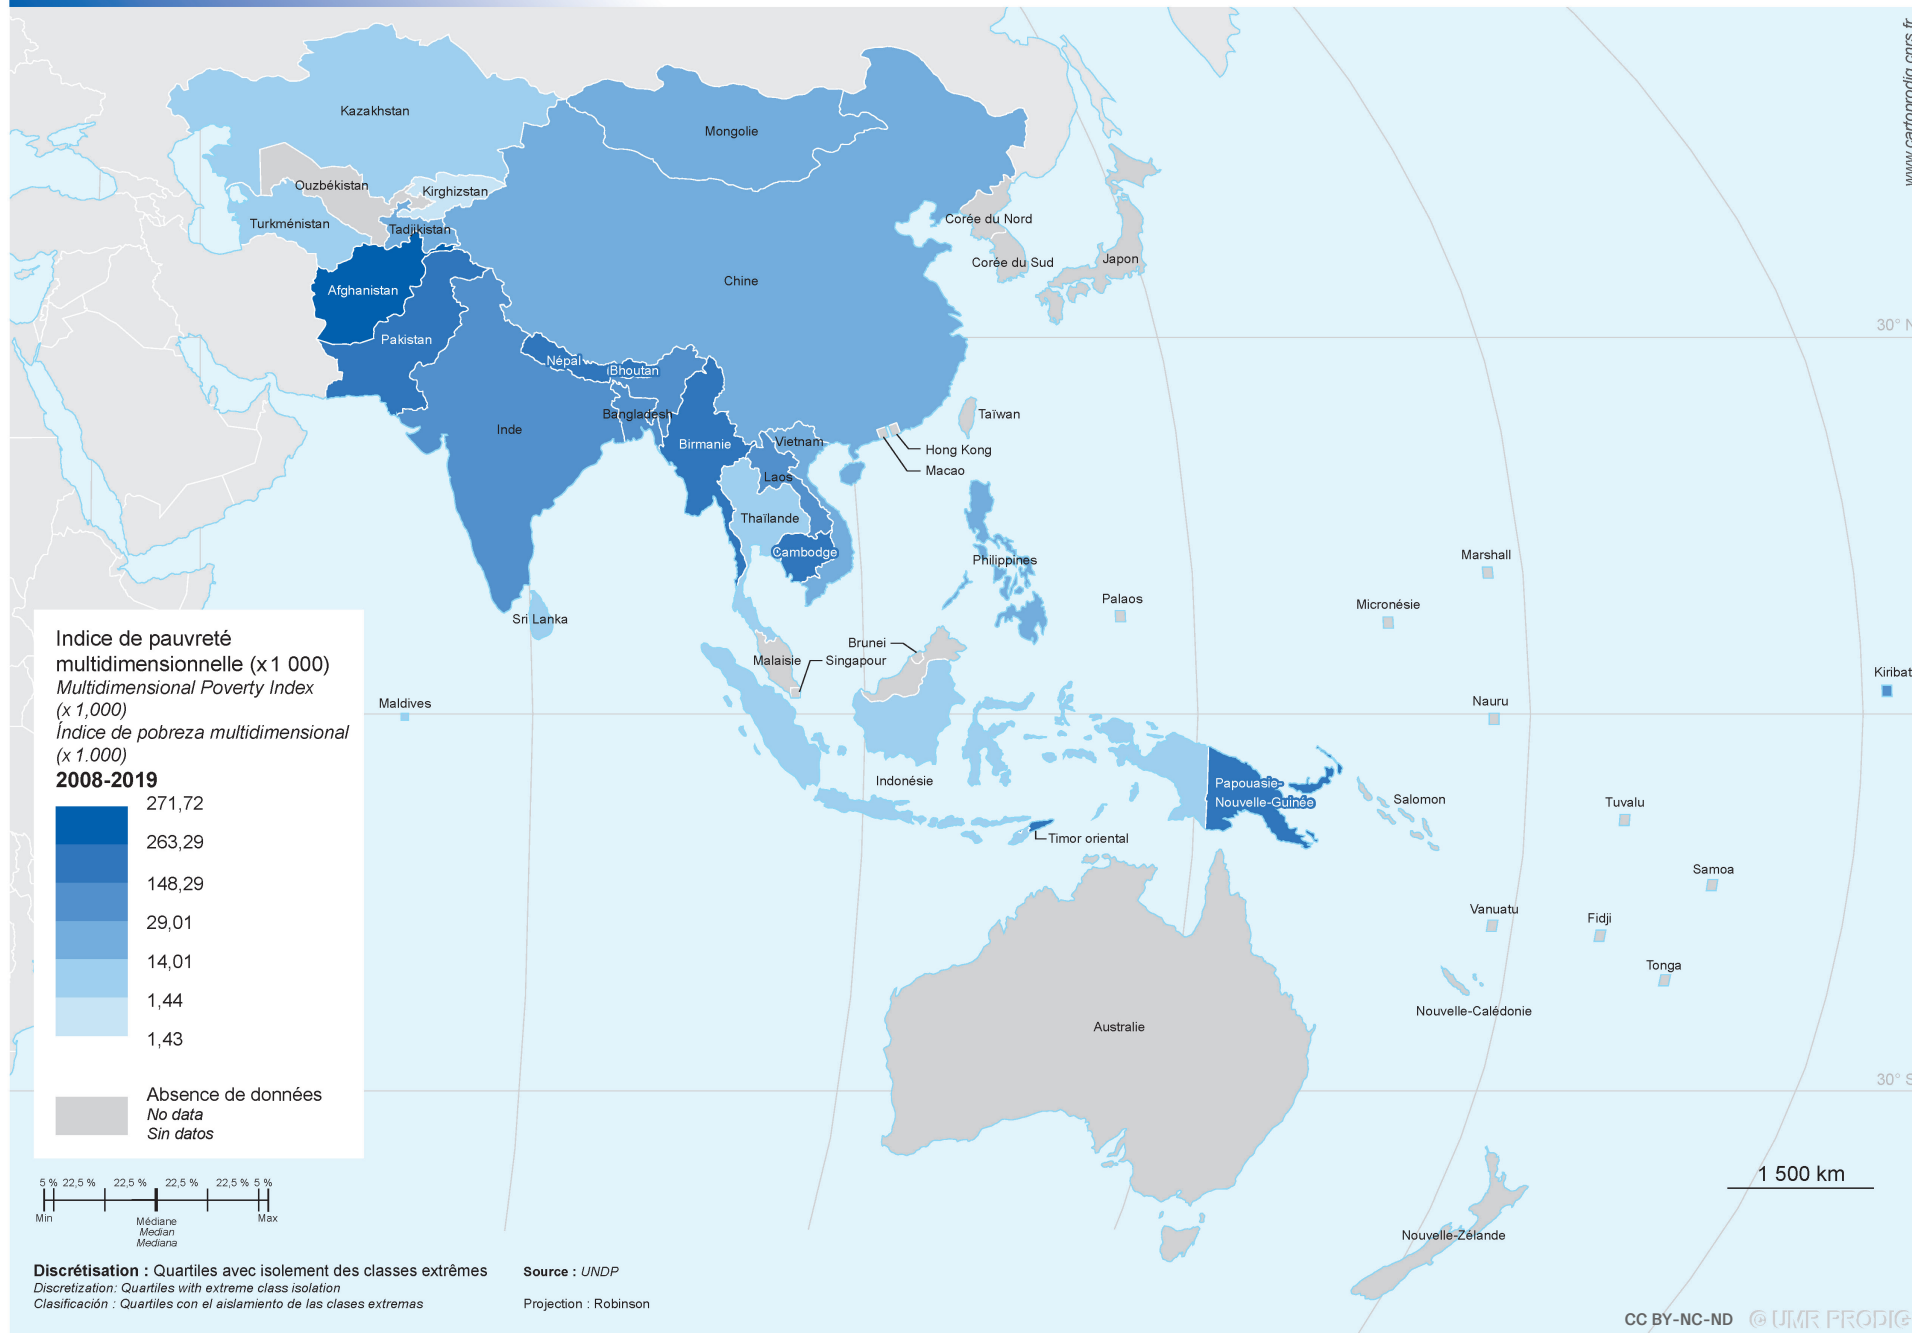 www.cartoprodig.cnrs.fr
Kazakhstan
Mongolie
Ouzbékistan
Kirghizstan
Turkménistan
Tadjikistan
Corée du Nord
Corée du Sud
Japon
Chine
Afghanistan
30° N
Pakistan
Népal
Bhoutan
Bangladesh
Taïwan
Inde
Birmanie
Vietnam
Hong Kong
Macao
Laos
Thaïlande
Cambodge
Philippines
Marshall
Palaos
Micronésie
Sri Lanka
Brunei
Malaisie
Singapour
Kiribat
Maldives
Nauru
Indonésie
Papouasie-
Nouvelle-Guinée
Salomon
Tuvalu
Timor oriental
Samoa
Vanuatu
Fidji
Tonga
Nouvelle-Calédonie
Australie
30° S
Nouvelle-Zélande
Indice de pauvreté
multidimensionnelle (x 1 000)
Multidimensional Poverty Index
(x 1,000)
Índice de pobreza multidimensional
(x 1.000)
2008-2019
271,72
263,29
148,29
29,01
14,01
1,44
1,43
Absence de données
No data
Sin datos
5 % 22,5 % 22,5 % 22,5 % 22,5 % 5 %
Min Max
Médiane
Median
Mediana
1 500 km
Discrétisation : Quartiles avec isolement des classes extrêmes
Discretization: Quartiles with extreme class isolation
Clasificación : Quartiles con el aislamiento de las clases extremas
Source : UNDP
Projection : Robinson
CC BY-NC-ND © UMR PRODIG